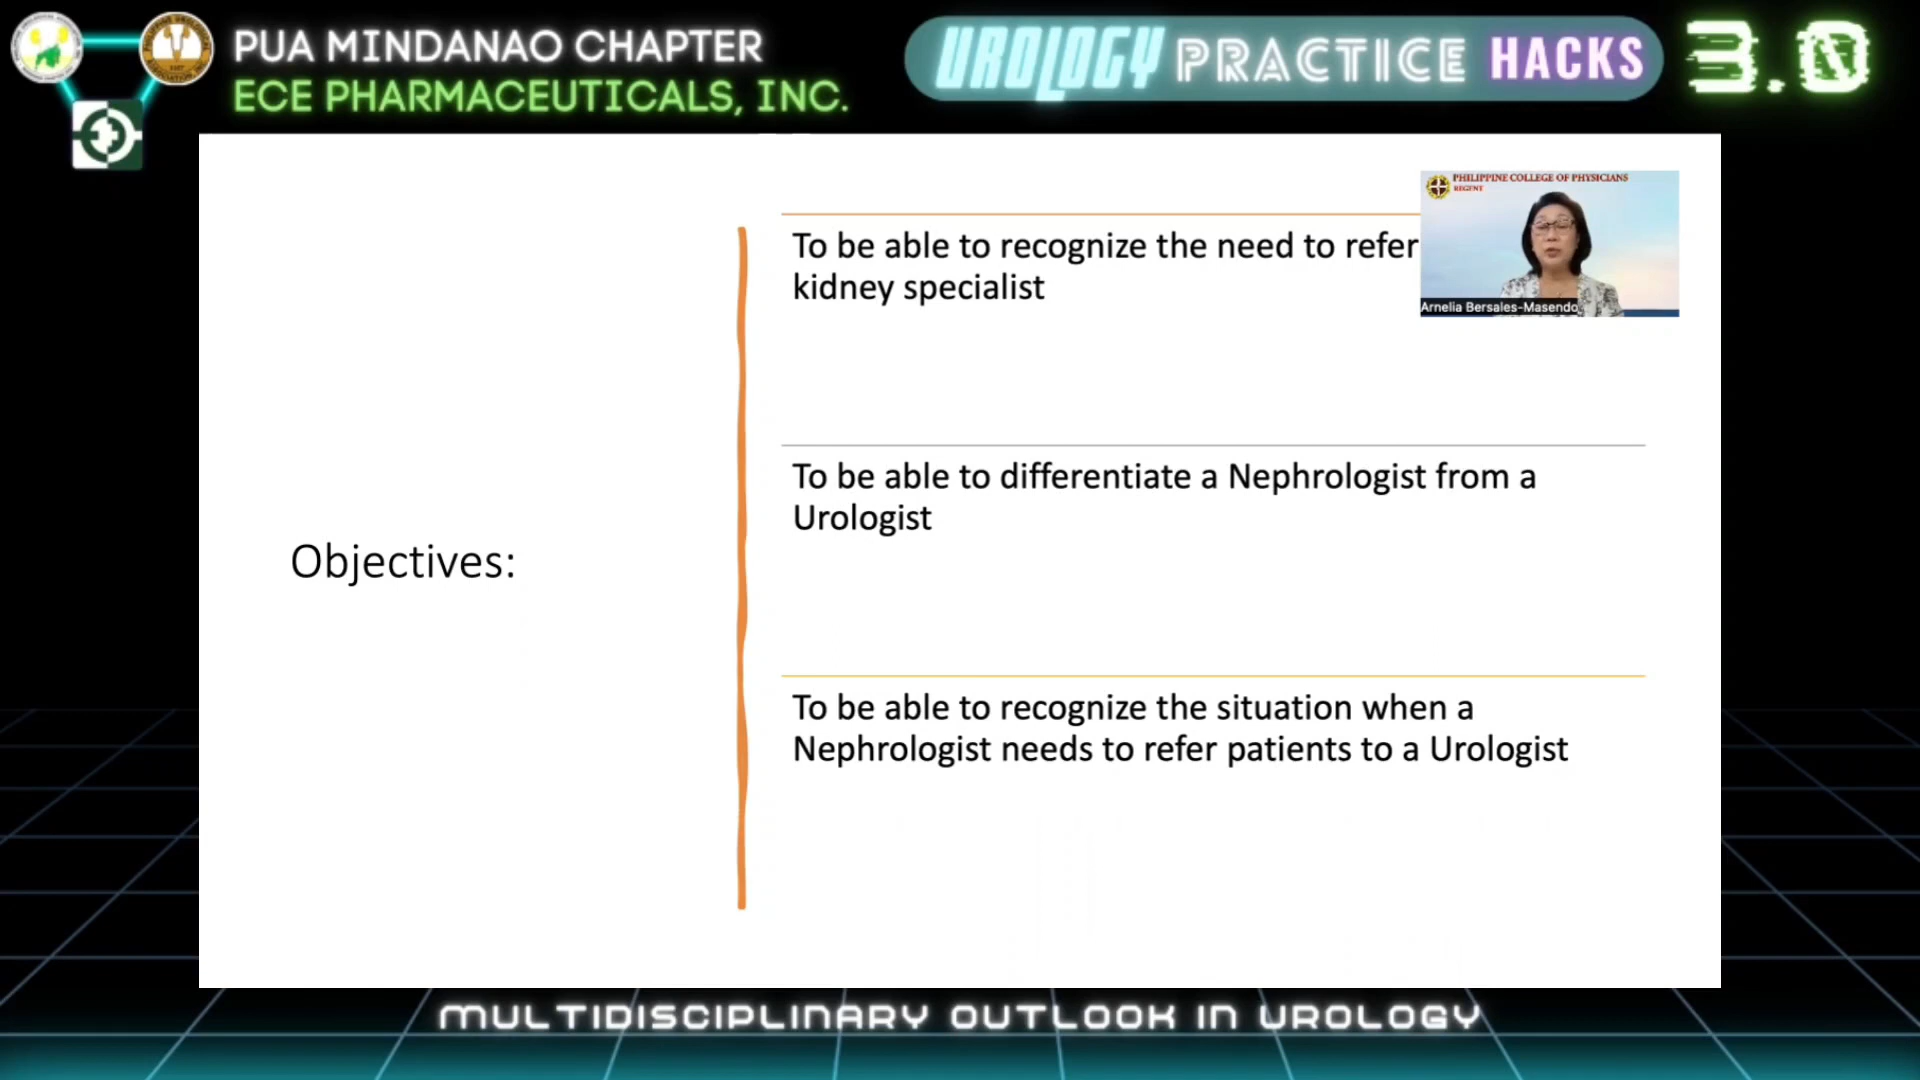 PUA MINDANAO CHAPTER
ECE PHARMACEUTICALS, INC.
UROLOGY PRACTICE HACKS 3.0
PHILIPPINE COLLEGE OF PHYSICIANS
REGENT
Arnelia Bersales-Masendo
Objectives:
To be able to recognize the need to refer
kidney specialist
To be able to differentiate a Nephrologist from a
Urologist
To be able to recognize the situation when a
Nephrologist needs to refer patients to a Urologist
MULTIDISCIPLINARY OUTLOOK IN UROLOGY